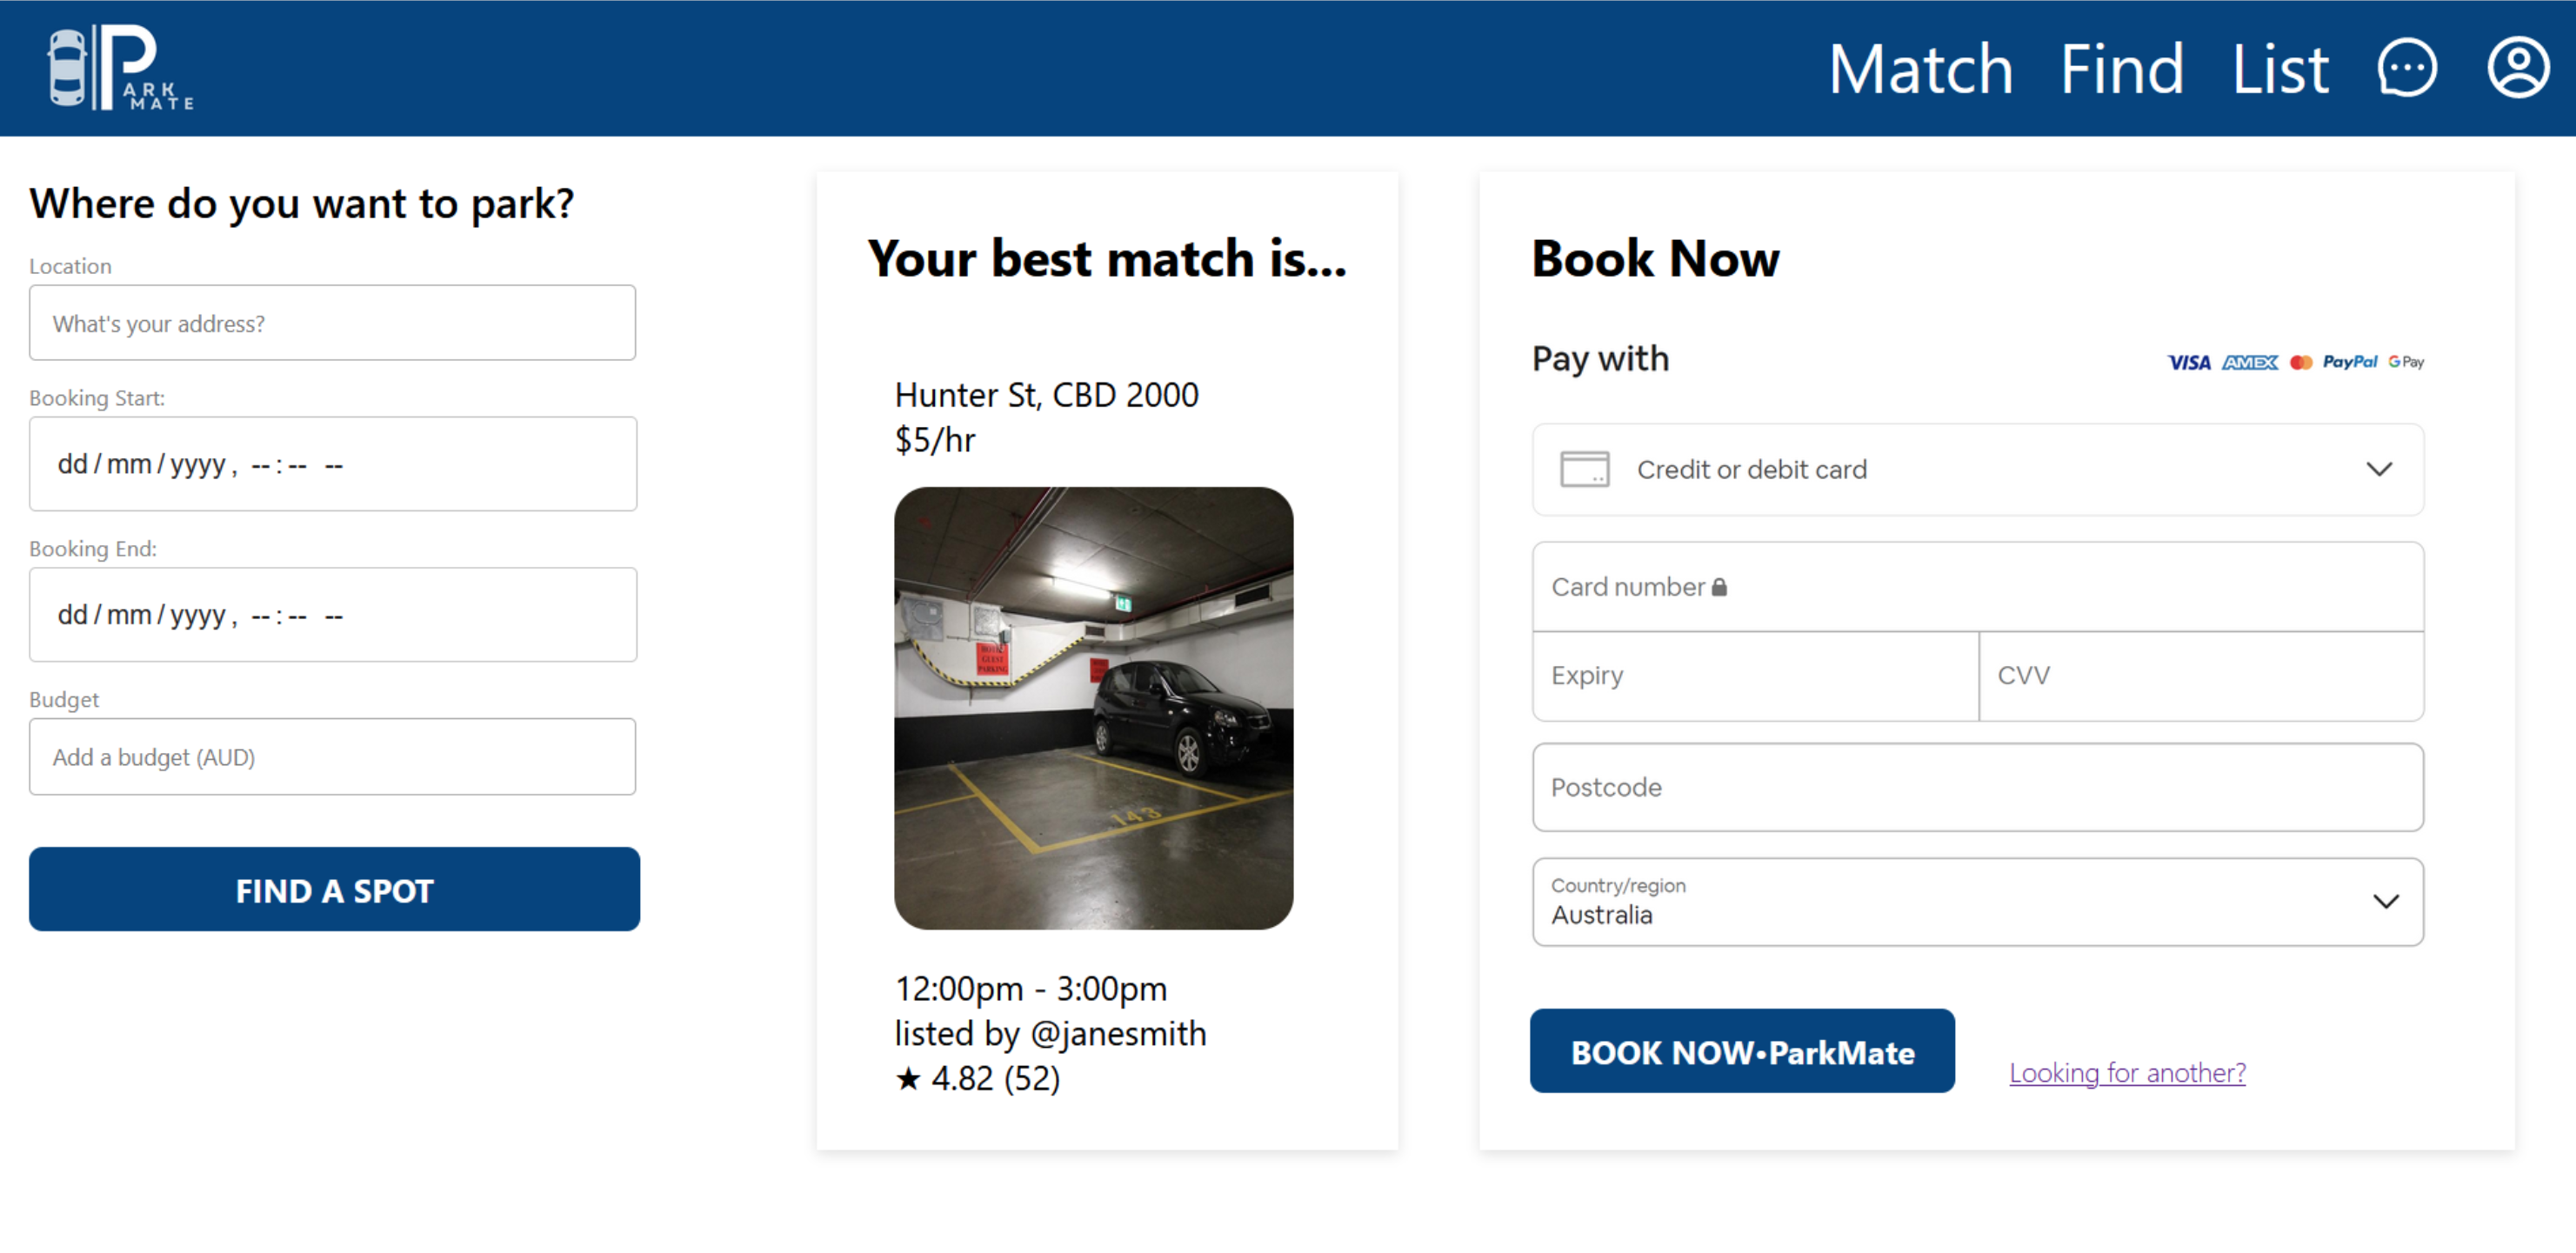 PARK
MATE
Match Find List
Where do you want to park?
Location
What's your address?
Booking Start:
dd/mm/yyyy, --:-- --
Booking End:
dd/mm/yyyy, --:-- --
Budget
Add a budget (AUD)
FIND A SPOT
Your best match is...
Hunter St, CBD 2000
$5/hr
GUEST
PARKING
143
12:00pm - 3:00pm
listed by @janesmith
★ 4.82 (52)
Book Now
Pay with
VISA AMEX PayPal G Pay
Credit or debit card
Card number
Expiry
CVV
Postcode
Country/region
Australia
BOOK NOW•ParkMate
Looking for another?